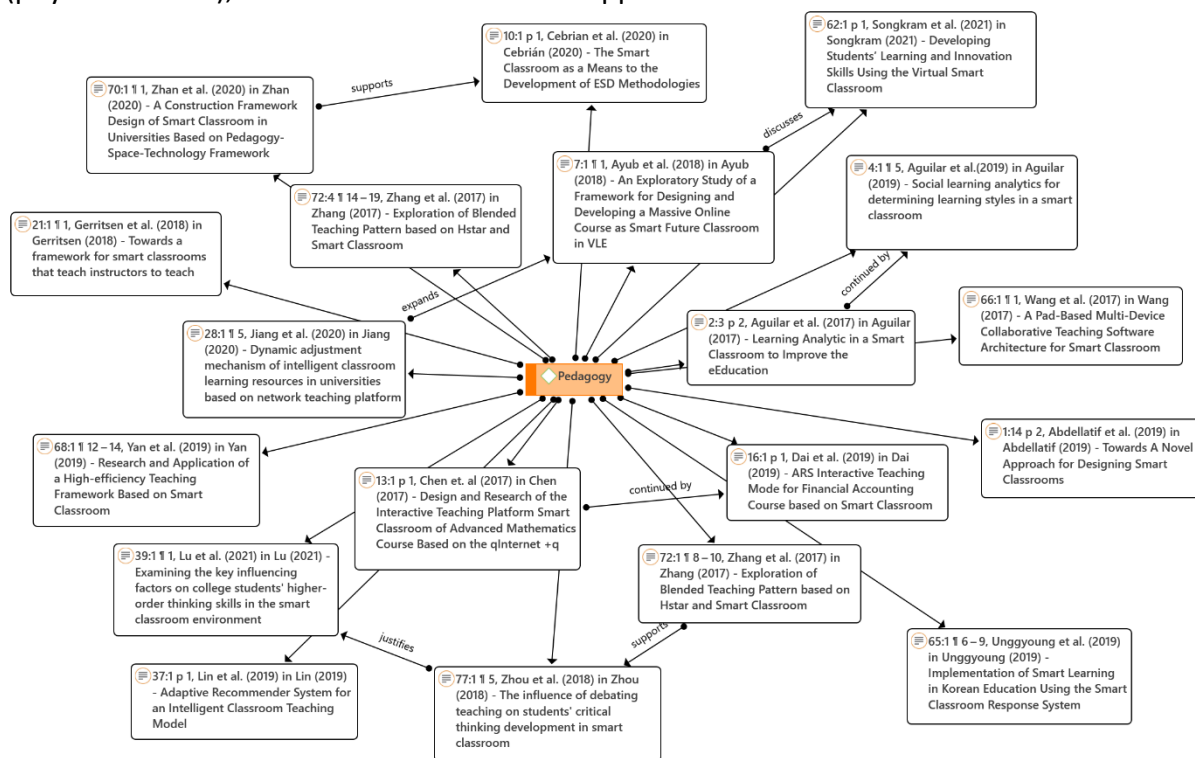 10:1 p 1, Cebrian et al. (2020) in
Cebrián (2020) - The Smart
Classroom as a Means to the
Development of ESD Methodologies
62:1 p 1, Songkram et al. (2021) in
Songkram (2021) - Developing
Students' Learning and Innovation
Skills Using the Virtual Smart
Classroom
70:1 ¶ 1, Zhan et al. (2020) in Zhan
(2020) - A Construction Framework
Design of Smart Classroom in
Universities Based on Pedagogy-
Space-Technology Framework
supports
discusses
7:1 ¶ 1, Ayub et al. (2018) in Ayub
(2018) - An Exploratory Study of a
Framework for Designing and
Developing a Massive Online
Course as Smart Future Classroom
in VLE
4:1 ¶ 5, Aguilar et al.(2019) in Aguilar
(2019) - Social learning analytics for
determining learning styles in a smart
classroom
72:4 ¶ 14 – 19, Zhang et al. (2017) in
Zhang (2017) - Exploration of Blended
Teaching Pattern based on Hstar and
Smart Classroom
21:1 ¶ 1, Gerritsen et al. (2018) in
Gerritsen (2018) - Towards a
framework for smart classrooms
that teach instructors to teach
expands
continued by
28:1 ¶ 5, Jiang et al. (2020) in Jiang
(2020) - Dynamic adjustment
mechanism of intelligent classroom
learning resources in universities
based on network teaching platform
2:3 p 2, Aguilar et al. (2017) in Aguilar
(2017) - Learning Analytic in a Smart
Classroom to Improve the
eEducation
66:1 ¶ 1, Wang et al. (2017) in Wang
(2017) - A Pad-Based Multi-Device
Collaborative Teaching Software
Architecture for Smart Classroom
Pedagogy
68:1 ¶ 12 – 14, Yan et al. (2019) in Yan
(2019) - Research and Application of
a High-efficiency Teaching
Framework Based on Smart
Classroom
13:1 p 1, Chen et. al (2017) in Chen
(2017) - Design and Research of the
Interactive Teaching Platform Smart
Classroom of Advanced Mathematics
Course Based on the qInternet +q
continued by
16:1 p 1, Dai et al. (2019) in Dai
(2019) - ARS Interactive Teaching
Mode for Financial Accounting
Course based on Smart Classroom
1:14 p 2, Abdellatif et al. (2019) in
Abdellatif (2019) - Towards A Novel
Approach for Designing Smart
Classrooms
39:1 ¶ 1, Lu et al. (2021) in Lu (2021) -
Examining the key influencing
factors on college students' higher-
order thinking skills in the smart
classroom environment
72:1 ¶ 8 – 10, Zhang et al. (2017) in
Zhang (2017) - Exploration of
Blended Teaching Pattern based on
Hstar and Smart Classroom
justifies
supports
37:1 p 1, Lin et al. (2019) in Lin (2019)
- Adaptive Recommender System for
an Intelligent Classroom Teaching
Model
77:1 ¶ 5, Zhou et al. (2018) in Zhou
(2018) - The influence of debating
teaching on students' critical
thinking development in smart
classroom
65:1 ¶ 6 – 9, Unggyoung et al. (2019)
in Unggyoung (2019) -
Implementation of Smart Learning
in Korean Education Using the Smart
Classroom Response System